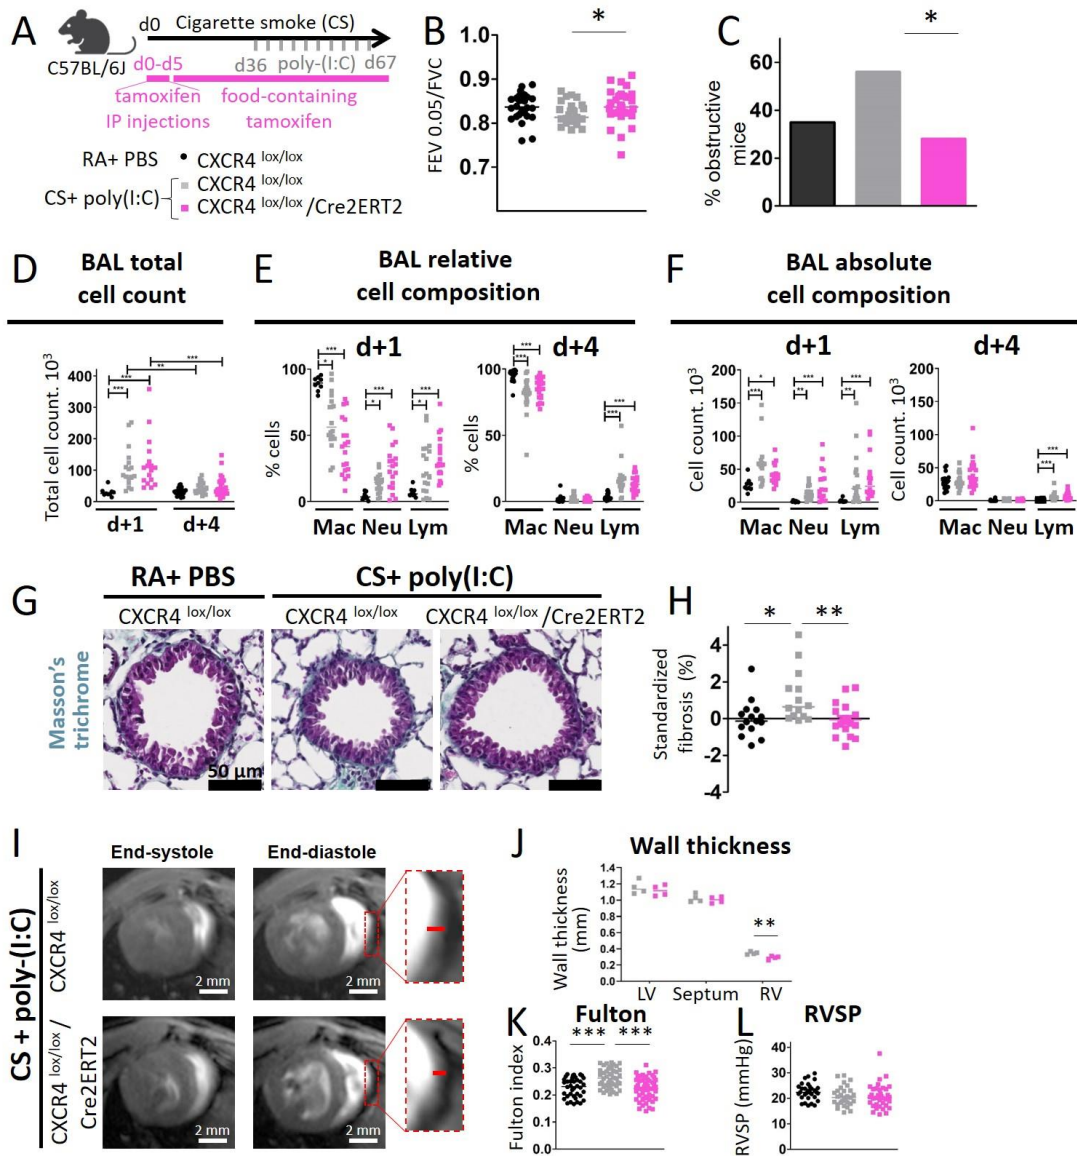 A
d0 Cigarette smoke (CS)
C57BL/6J
d0-d5
d36 poly-(I:C) d67
tamoxifen
IP injections
food-containing
tamoxifen
RA+ PBS
CXCR4 lox/lox
CS+ poly(I:C)
CXCR4 lox/lox
CXCR4 lox/lox /Cre2ERT2
B
FEV 0.05/FVC
1.0
0.9
0.8
0.7
*
C
% obstructive
mice
60
40
20
0
*
D
BAL total
cell count
Total cell count. 10³
400
300
200
100
0
***
***
**
***
d+1 d+4
E
BAL relative
cell composition
d+1
% cells
100
50
0
***
*
***
*
***
*
Mac Neu Lym
d+4
% cells
100
50
0
***
***
***
***
Mac Neu Lym
F
BAL absolute
cell composition
d+1
Cell count. 10³
200
150
100
50
0
*
***
***
**
***
**
Mac Neu Lym
d+4
Cell count. 10³
200
150
100
50
0
***
***
Mac Neu Lym
G
RA+ PBS
CS+ poly(I:C)
CXCR4 lox/lox
CXCR4 lox/lox
CXCR4 lox/lox /Cre2ERT2
Masson's
trichrome
50 µm
H
Standardized
fibrosis (%)
4
2
0
-2
-4
*
**
I
End-systole
End-diastole
CS + poly-(I:C)
CXCR4 lox/lox
2 mm
2 mm
CXCR4 lox/lox /
Cre2ERT2
2 mm
2 mm
J
Wall thickness
Wall thickness
(mm)
1.4
1.2
1.0
0.8
0.6
0.4
0.2
0.0
**
LV Septum RV
K
Fulton
Fulton index
0.4
0.3
0.2
0.1
0.0
***
***
L
RVSP
RVSP (mmHg)
40
30
20
10
0